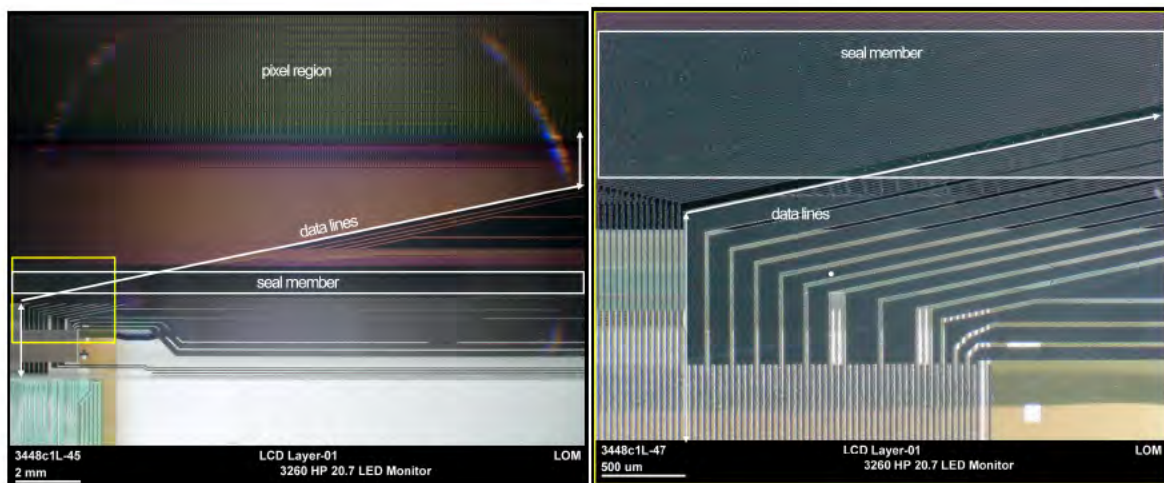 pixel region
data lines
seal member
3448c1L-45 LCD Layer-01 LOM
2 mm 3260 HP 20.7 LED Monitor
seal member
data lines
3448c1L-47 LCD Layer-01 LOM
500 um 3260 HP 20.7 LED Monitor